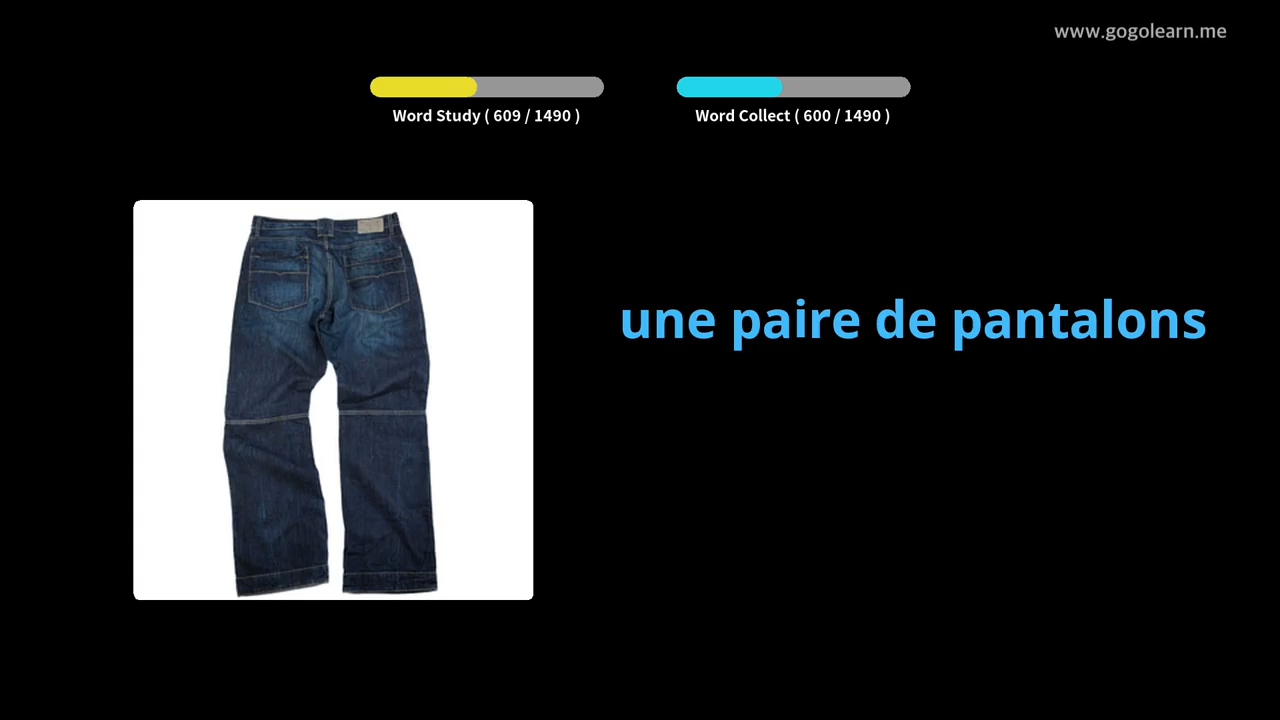 www.gogolearn.me
Word Study ( 609 / 1490 )
Word Collect ( 600 / 1490 )
une paire de pantalons